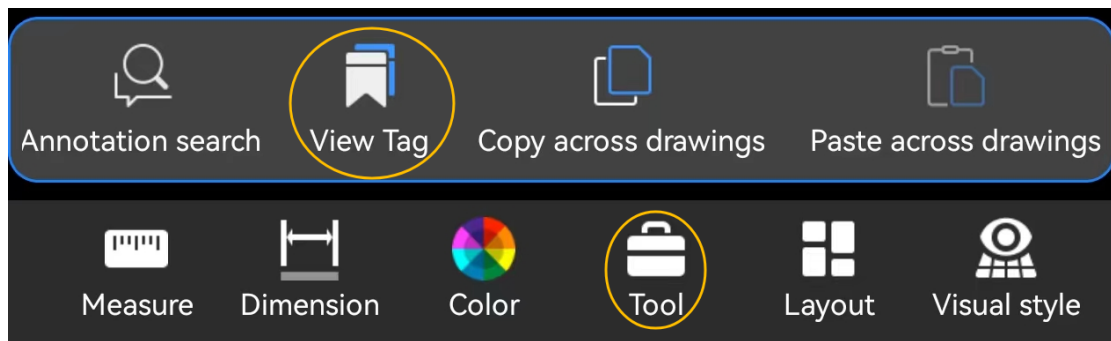 Annotation search
View Tag
Copy across drawings
Paste across drawings
Measure
Dimension
Color
Tool
Layout
Visual style